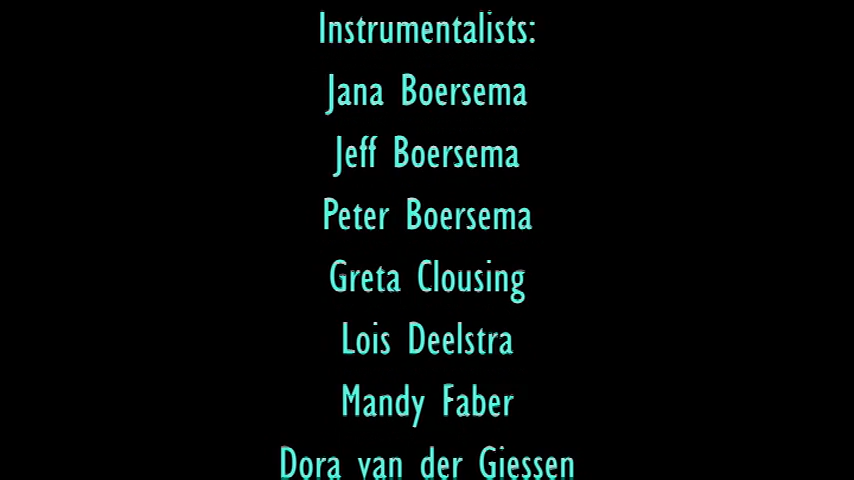 Instrumentalists:
Jana Boersema
Jeff Boersema
Peter Boersema
Greta Clousing
Lois Deelstra
Mandy Faber
Dora van der Giessen